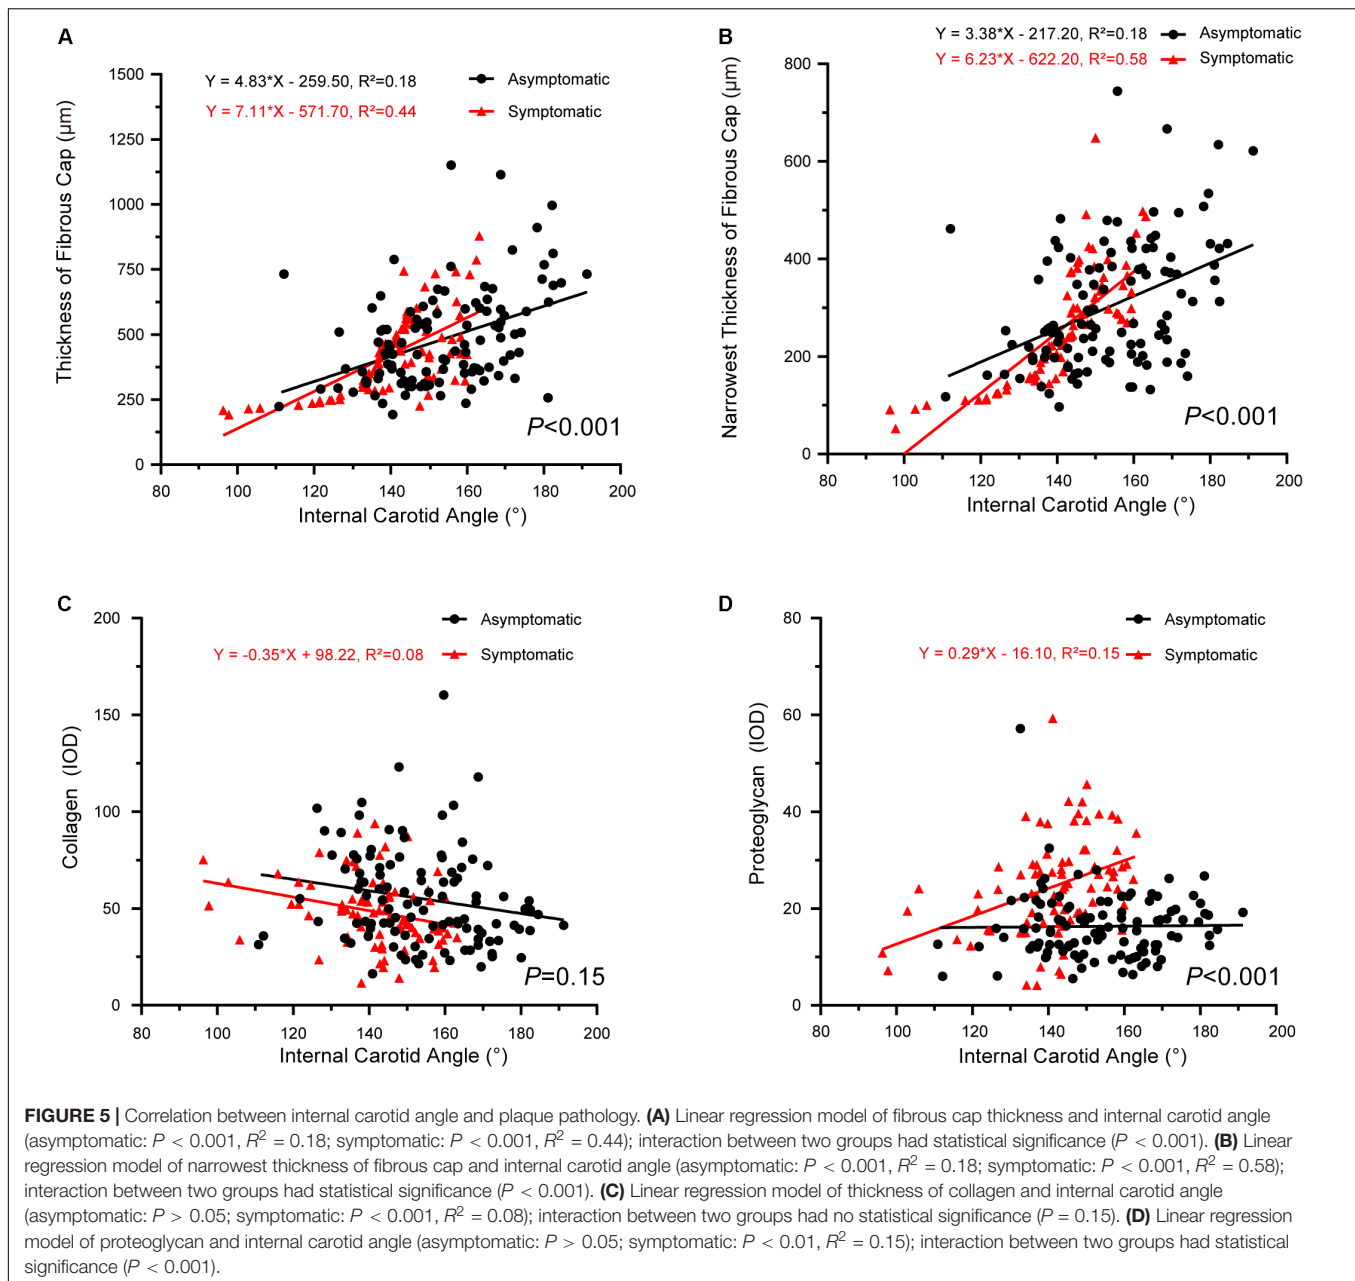 A
Y = 4.83*X - 259.50, R²=0.18
Asymptomatic
Y = 7.11*X - 571.70, R²=0.44
Symptomatic
Thickness of Fibrous Cap (μm)
1500
1250
1000
750
500
250
0
P<0.001
80 100 120 140 160 180 200
Internal Carotid Angle (°)
B
Y = 3.38*X - 217.20, R²=0.18
Asymptomatic
Y = 6.23*X - 622.20, R²=0.58
Symptomatic
Narrowest Thickness of Fibrous Cap (μm)
800
600
400
200
0
P<0.001
80 100 120 140 160 180 200
Internal Carotid Angle (°)
C
Asymptomatic
Y = -0.35*X + 98.22, R²=0.08
Symptomatic
Collagen (IOD)
200
150
100
50
0
P=0.15
80 100 120 140 160 180 200
Internal Carotid Angle (°)
D
Asymptomatic
Y = 0.29*X - 16.10, R²=0.15
Symptomatic
Proteoglycan (IOD)
80
60
40
20
0
P<0.001
80 100 120 140 160 180 200
Internal Carotid Angle (°)
FIGURE 5 | Correlation between internal carotid angle and plaque pathology. (A) Linear regression model of fibrous cap thickness and internal carotid angle
(asymptomatic: P < 0.001, R² = 0.18; symptomatic: P < 0.001, R² = 0.44); interaction between two groups had statistical significance (P < 0.001). (B) Linear
regression model of narrowest thickness of fibrous cap and internal carotid angle (asymptomatic: P < 0.001, R² = 0.18; symptomatic: P < 0.001, R² = 0.58);
interaction between two groups had statistical significance (P < 0.001). (C) Linear regression model of thickness of collagen and internal carotid angle
(asymptomatic: P > 0.05; symptomatic: P < 0.001, R² = 0.08); interaction between two groups had no statistical significance (P = 0.15). (D) Linear regression
model of proteoglycan and internal carotid angle (asymptomatic: P > 0.05; symptomatic: P < 0.01, R² = 0.15); interaction between two groups had statistical
significance (P < 0.001).